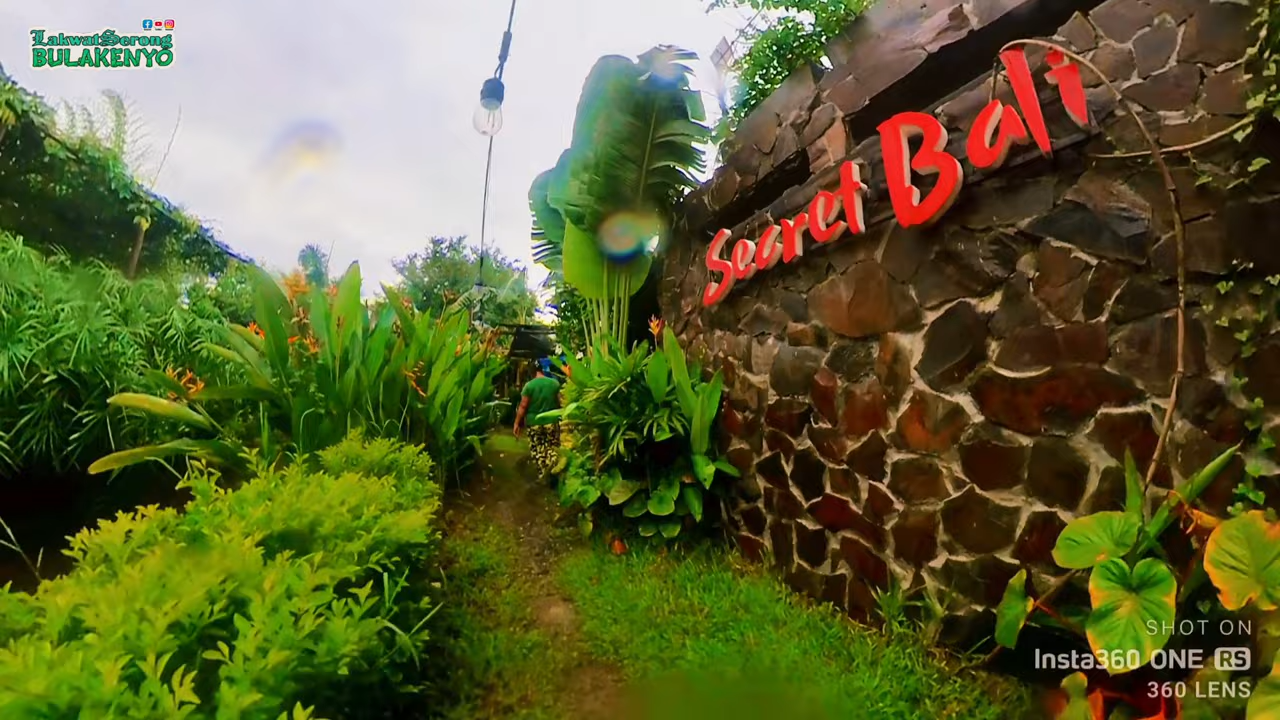 LakwatSerong
BULAKENYO
Secret Bali
SHOT ON
Insta360 ONE RS
360 LENS